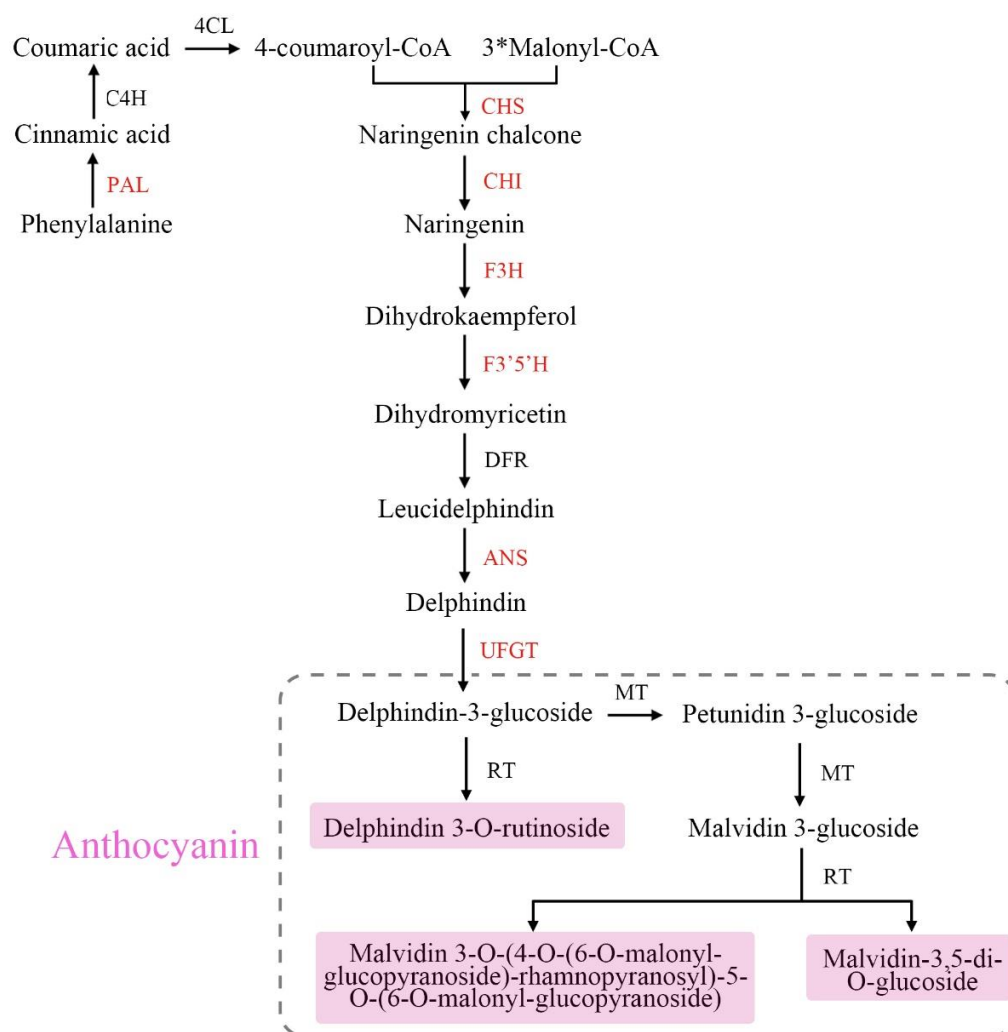 Coumaric acid
4CL
4-coumaroyl-CoA
3*Malonyl-CoA
C4H
CHS
Cinnamic acid
Naringenin chalcone
PAL
CHI
Phenylalanine
Naringenin
F3H
Dihydrokaempferol
F3'5'H
Dihydromyricetin
DFR
Leucidelphindin
ANS
Delphindin
UFGT
Delphindin-3-glucoside
MT
Petunidin 3-glucoside
RT
MT
Delphindin 3-O-rutinoside
Malvidin 3-glucoside
Anthocyanin
RT
Malvidin 3-O-(4-O-(6-O-malonyl-
glucopyranoside)-rhamnopyranosyl)-5-
O-(6-O-malonyl-glucopyranoside)
Malvidin-3,5-di-
O-glucoside